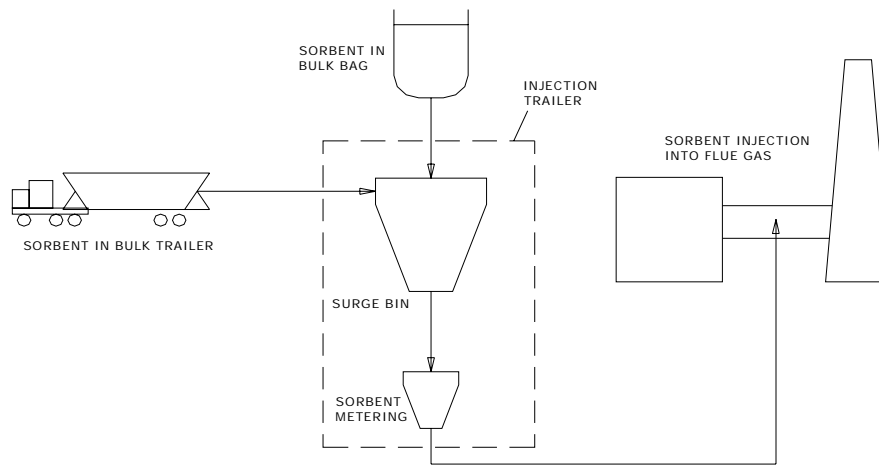 SORBENT IN
BULK BAG
INJECTION
TRAILER
SORBENT INJECTION
INTO FLUE GAS
SORBENT IN BULK TRAILER
SURGE BIN
SORBENT
METERING